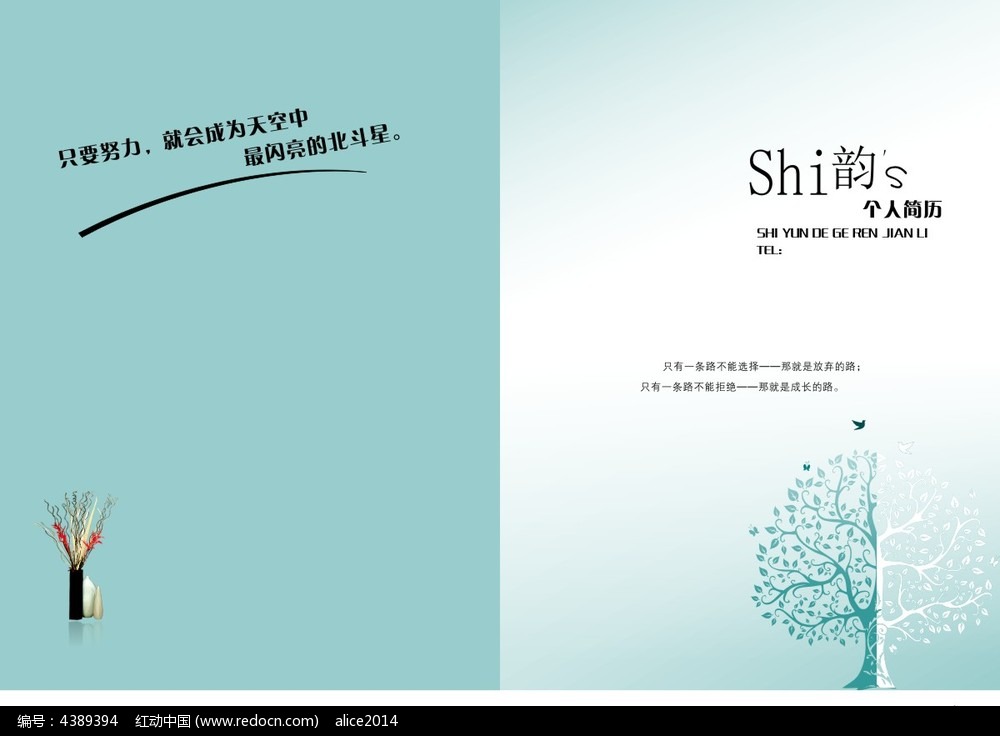 只要努力，就会成为天空中
最闪亮的北斗星。
Shi韵's
个人简历
SHI YUN DE GE REN JIAN LI
TEL:
只有一条路不能选择——那就是放弃的路；
只有一条路不能拒绝——那就是成长的路。
编号：4389394 红动中国 (www.redocn.com) alice2014